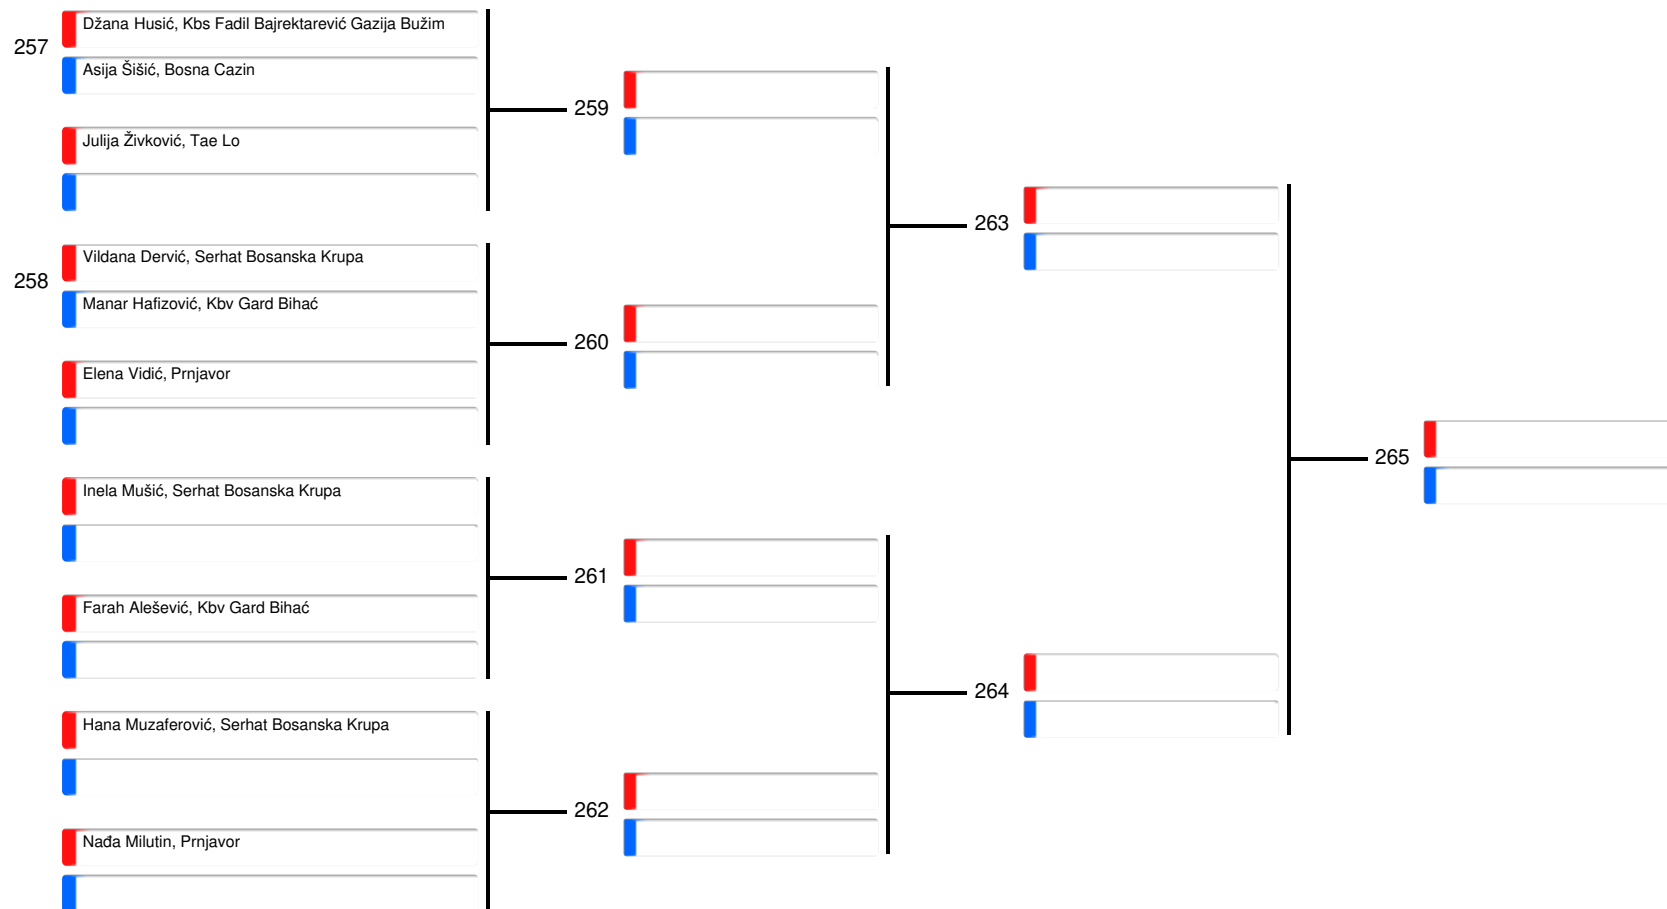 257
Džana Husić, Kbs Fadil Bajrektarević Gazija Bužim
Asija Šišić, Bosna Cazin
259
Julija Živković, Tae Lo
263
258
Vildana Dervić, Serhat Bosanska Krupa
Manar Hafizović, Kbv Gard Bihać
260
Elena Vidić, Prnjavor
265
Inela Mušić, Serhat Bosanska Krupa
261
Farah Alešević, Kbv Gard Bihać
264
Hana Muzaferović, Serhat Bosanska Krupa
262
Nađa Milutin, Prnjavor